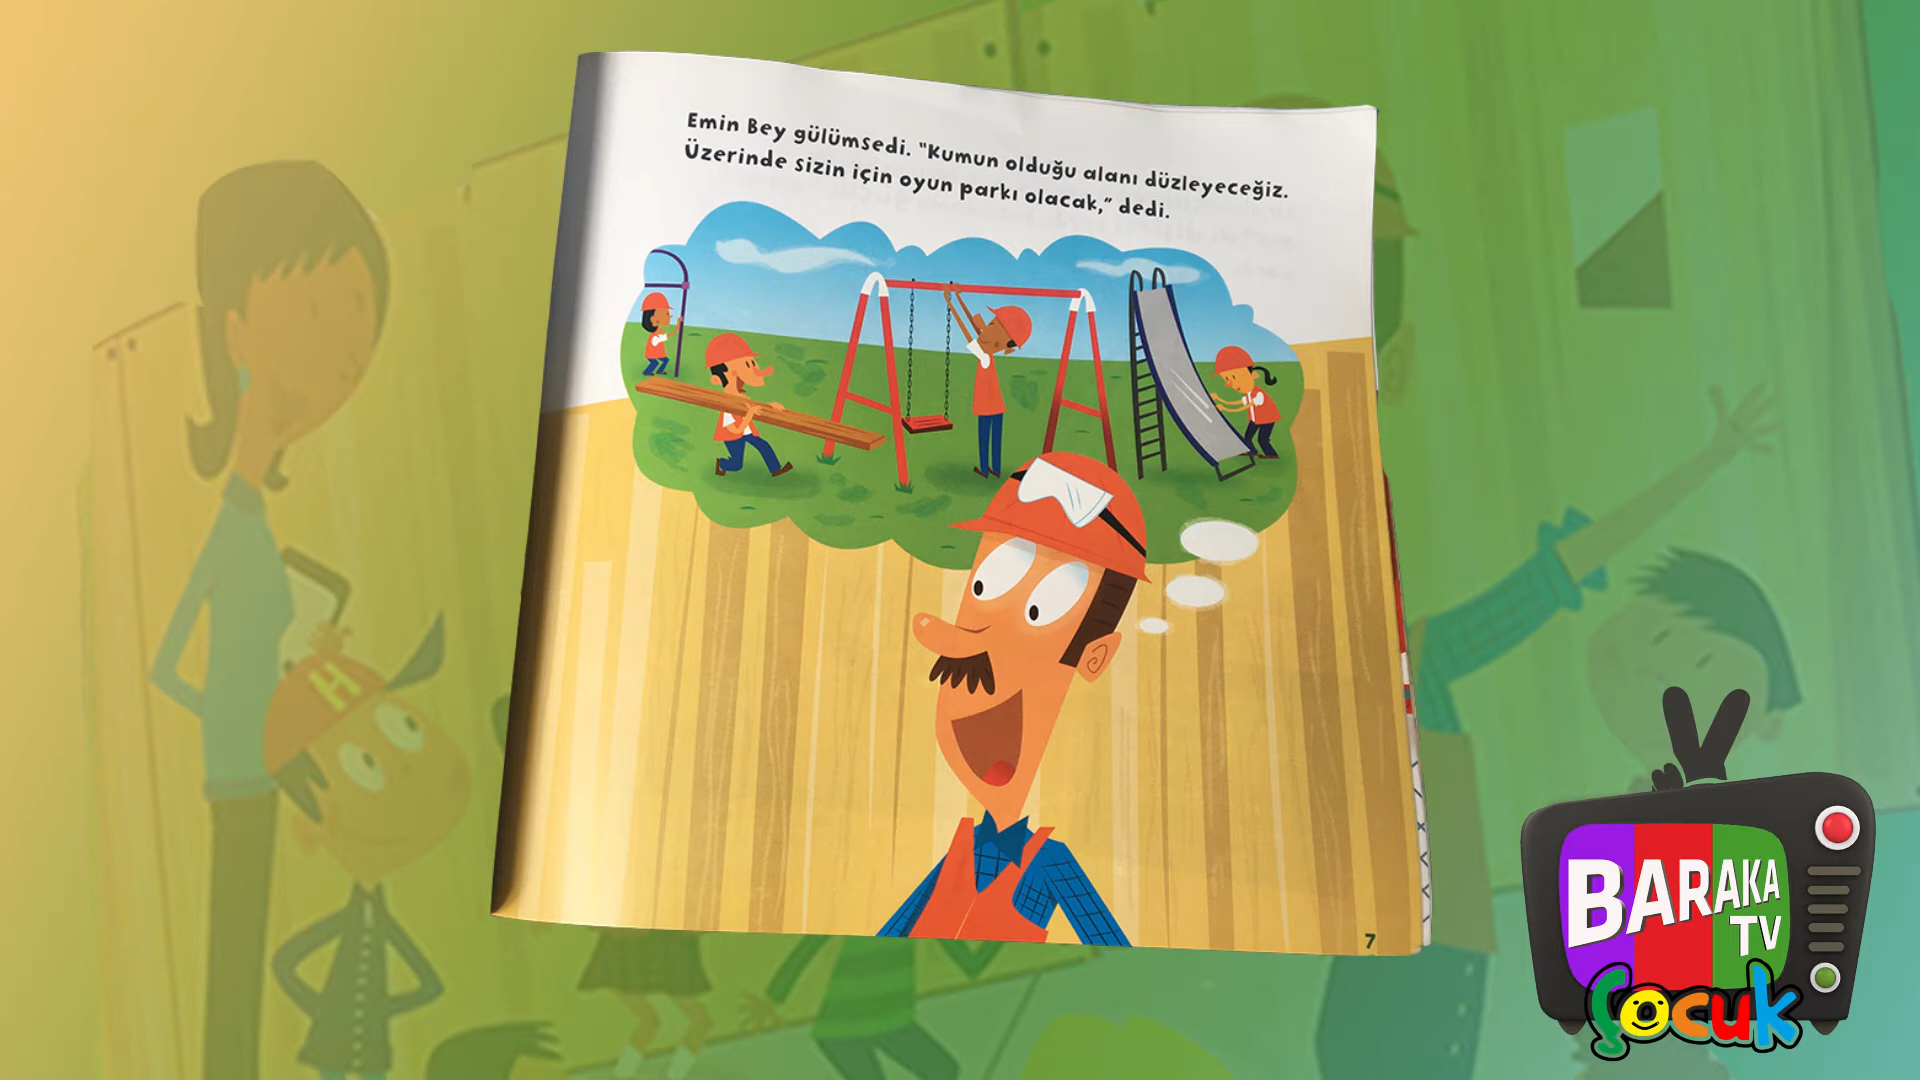 Emin Bey gülümsedi. "Kumun olduğu alanı düzleyeceğiz.
Üzerinde sizin için oyun parkı olacak," dedi.
7
H
BARAKA
TV
Çocuk